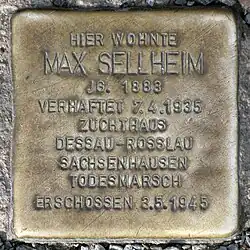 HIER WOHNTE
MAX SELLHEIM
JG. 1883
VERHAFTET 7.4.1935
ZUCHTHAUS
DESSAU-ROSSLAU
SACHSENHAUSEN
TODESMARSCH
ERSCHOSSEN 3.5.1945